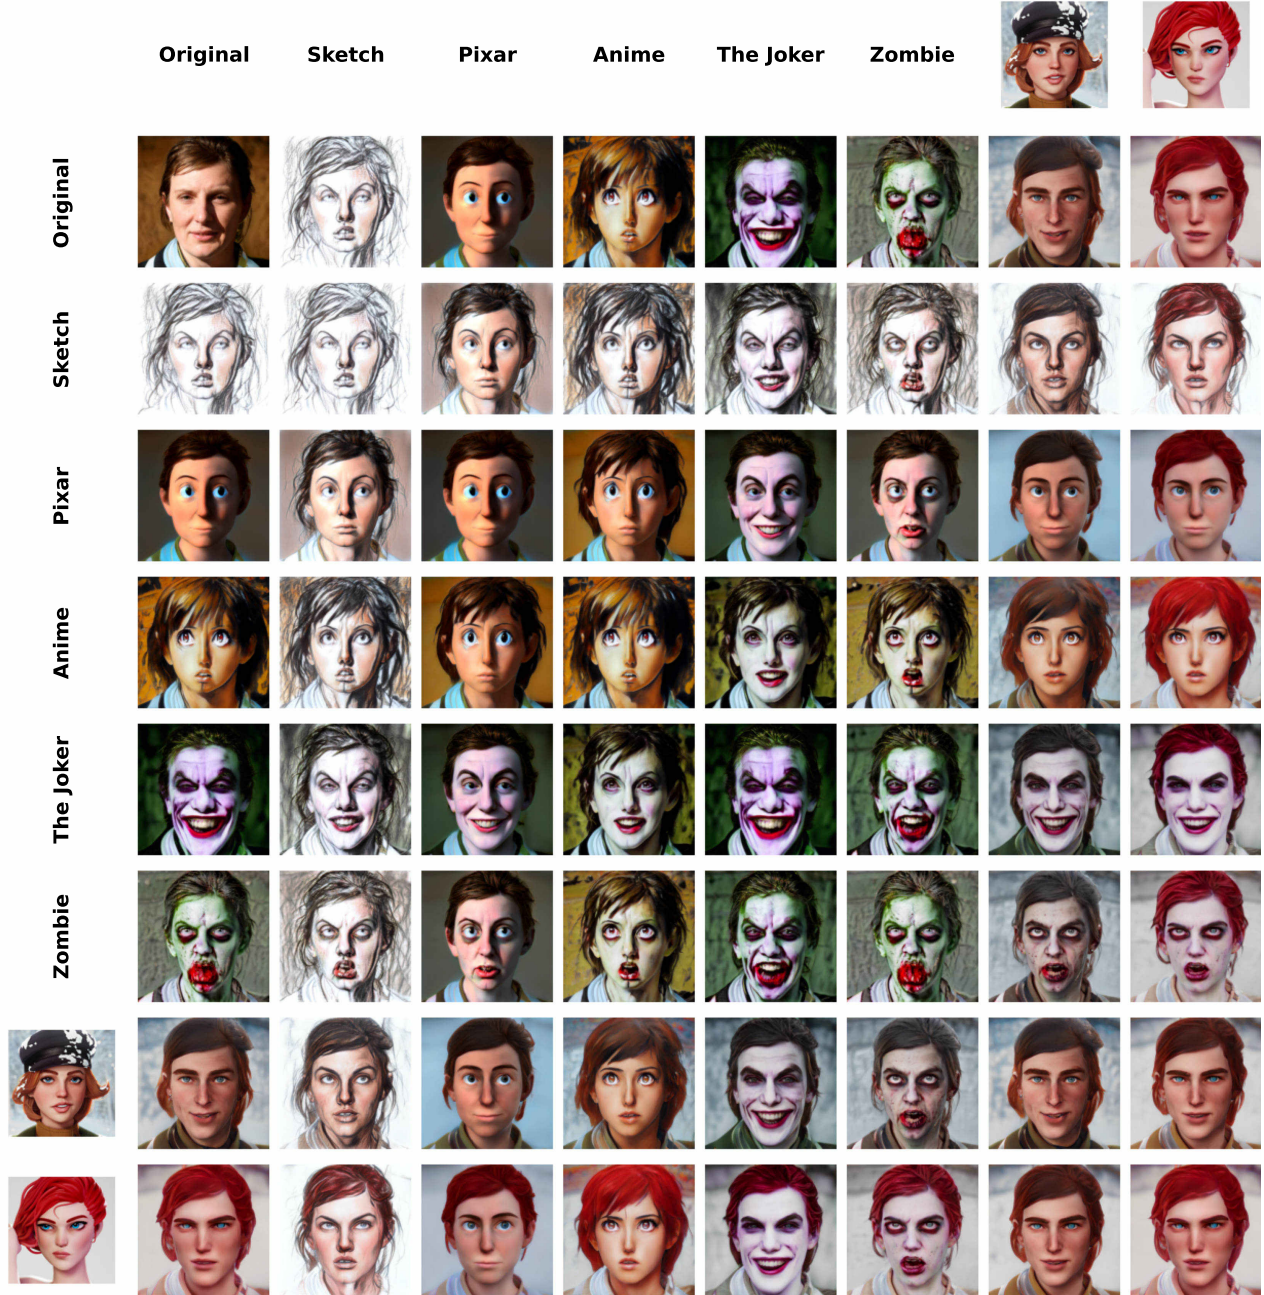 Original
Sketch
Pixar
Anime
The Joker
Zombie
Original
Sketch
Pixar
Anime
The Joker
Zombie